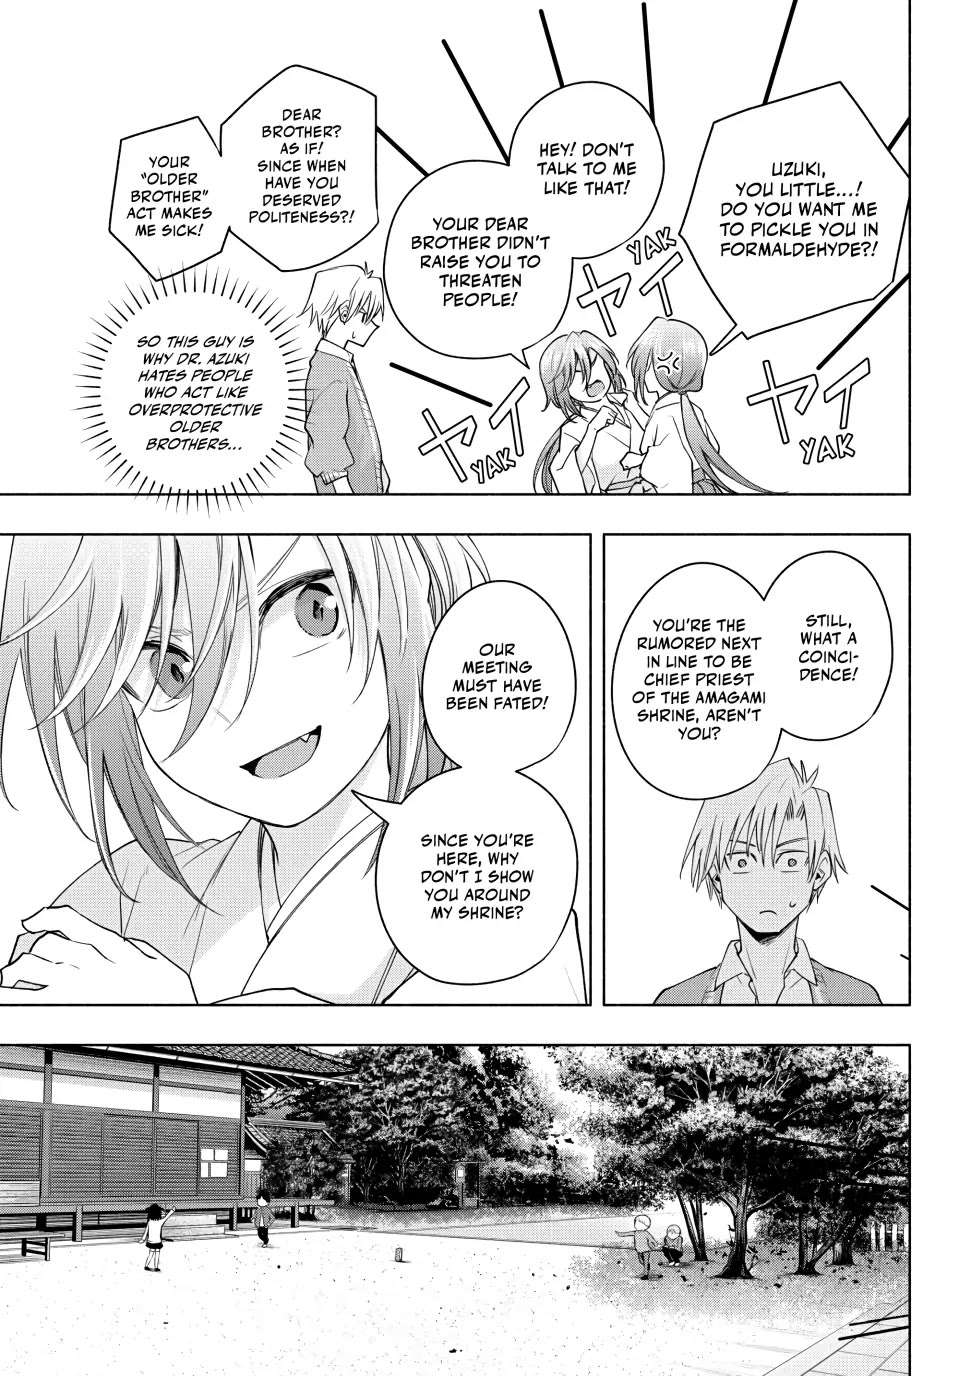 UZUKI,
YOU LITTLE...!
DO YOU WANT ME
TO PICKLE YOU IN
FORMALDEHYDE?!
HEY! DON'T
TALK TO ME
LIKE THAT!
YOUR DEAR
BROTHER DIDN'T
RAISE YOU TO
THREATEN
PEOPLE!
ヤイ
YAK
ヤイ
YAK
ヤイ
YAK
DEAR
BROTHER?
AS IF!
SINCE WHEN
HAVE YOU
DESERVED
POLITENESS?!
YOUR
"OLDER
BROTHER"
ACT MAKES
ME SICK!
SO THIS GUY IS
WHY DR. AZUKI
HATES PEOPLE
WHO ACT LIKE
OVERPROTECTIVE
OLDER
BROTHERS...
STILL,
WHAT A
COINCI-
DENCE!
YOU'RE THE
RUMORED NEXT
IN LINE TO BE
CHIEF PRIEST
OF THE AMAGAMI
SHRINE, AREN'T
YOU?
OUR
MEETING
MUST HAVE
BEEN FATED!
SINCE YOU'RE
HERE, WHY
DON'T I SHOW
YOU AROUND
MY SHRINE?